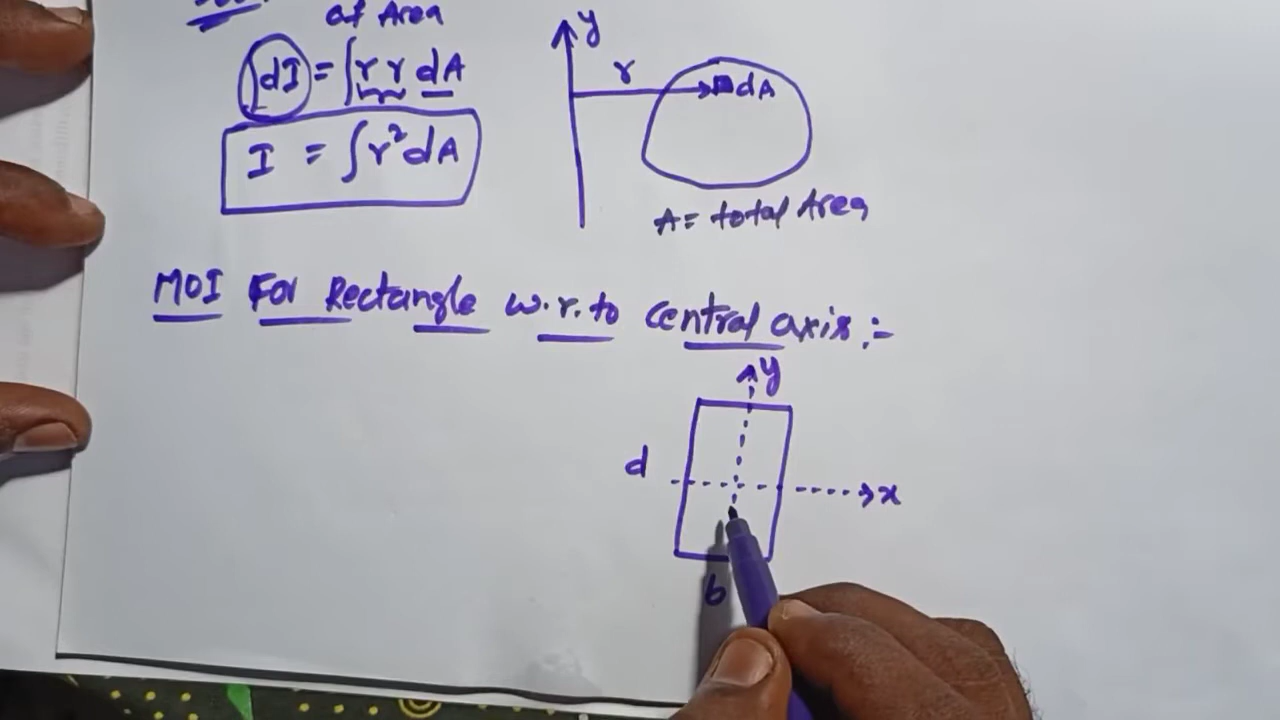 of Area
∫dI = ∫r r dA
I = ∫r²dA
y
r
dA
A = total Area
MOI For Rectangle w.r.to central axis :-
y
d
x
b